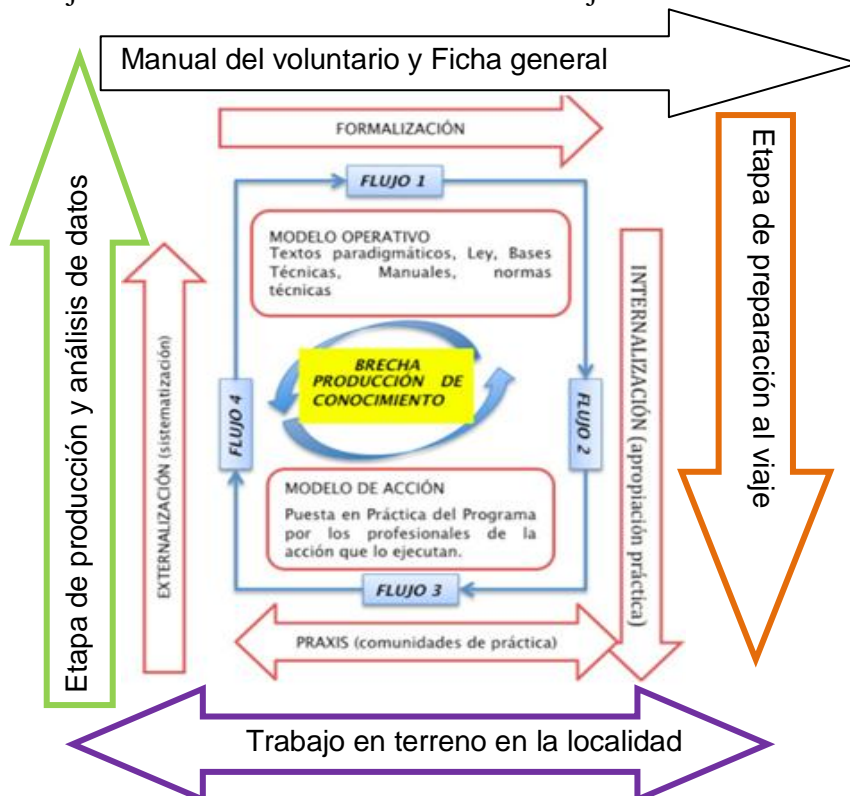 Manual del voluntario y Ficha general
FORMALIZACIÓN
FLUJO 1
MODELO OPERATIVO
Textos paradigmáticos, Ley, Bases
Técnicas, Manuales, normas
técnicas
BRECHA
PRODUCCIÓN DE
CONOCIMIENTO
FLUJO 4
FLUJO 2
MODELO DE ACCIÓN
Puesta en Práctica del Programa
por los profesionales de la
acción que lo ejecutan.
FLUJO 3
PRAXIS (comunidades de práctica)
Etapa de producción y análisis de datos
EXTERNALIZACIÓN (sistematización)
INTERNALIZACIÓN (apropiación práctica)
Etapa de preparación al viaje
Trabajo en terreno en la localidad